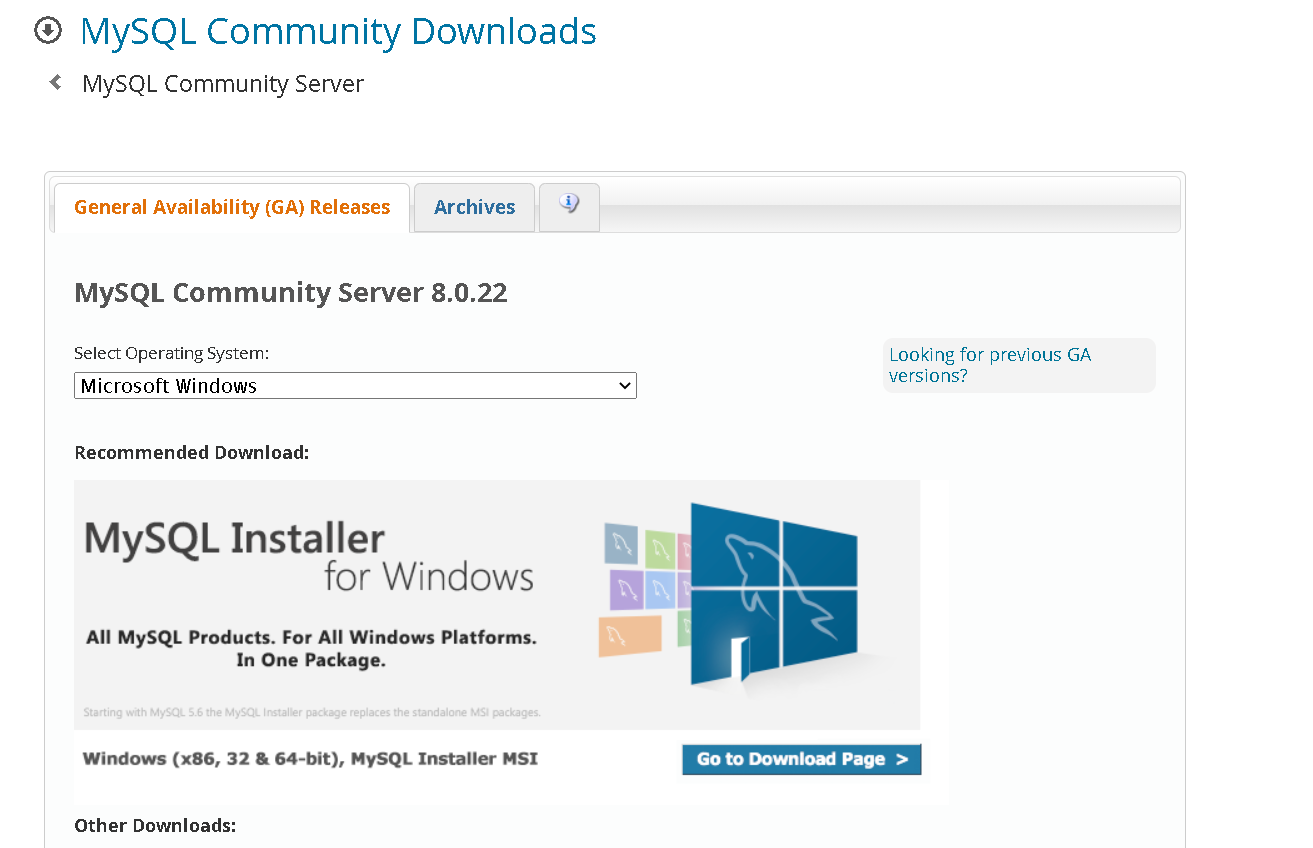 MySQL Community Downloads
MySQL Community Server
General Availability (GA) Releases
Archives
MySQL Community Server 8.0.22
Select Operating System:
Microsoft Windows
Looking for previous GA
versions?
Recommended Download:
MySQL Installer
for Windows
All MySQL Products. For All Windows Platforms.
In One Package.
Starting with MySQL 5.6 the MySQL Installer package replaces the standalone MSI packages.
Windows (x86, 32 & 64-bit), MySQL Installer MSI
Go to Download Page >
Other Downloads: